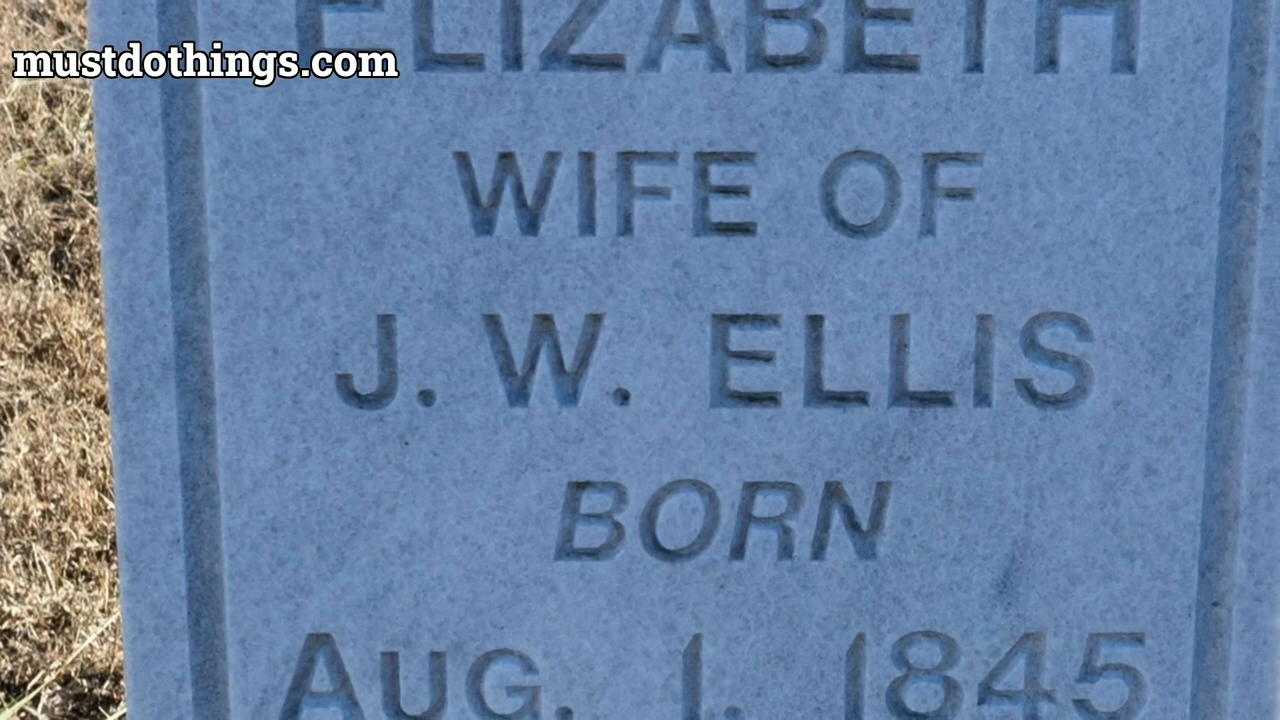 mustdothings.com
ELIZABETH
WIFE OF
J. W. ELLIS
BORN
AUG. 1. 1845